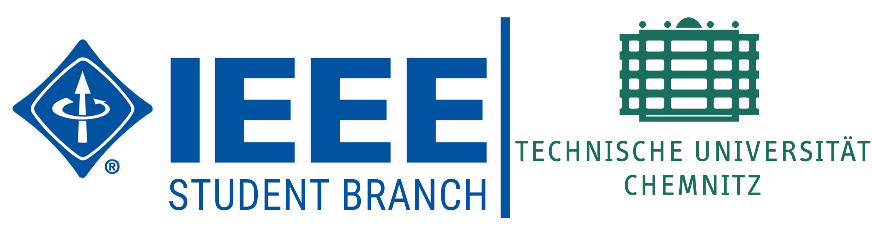 IEEE
STUDENT BRANCH
®
TECHNISCHE UNIVERSITÄT
CHEMNITZ